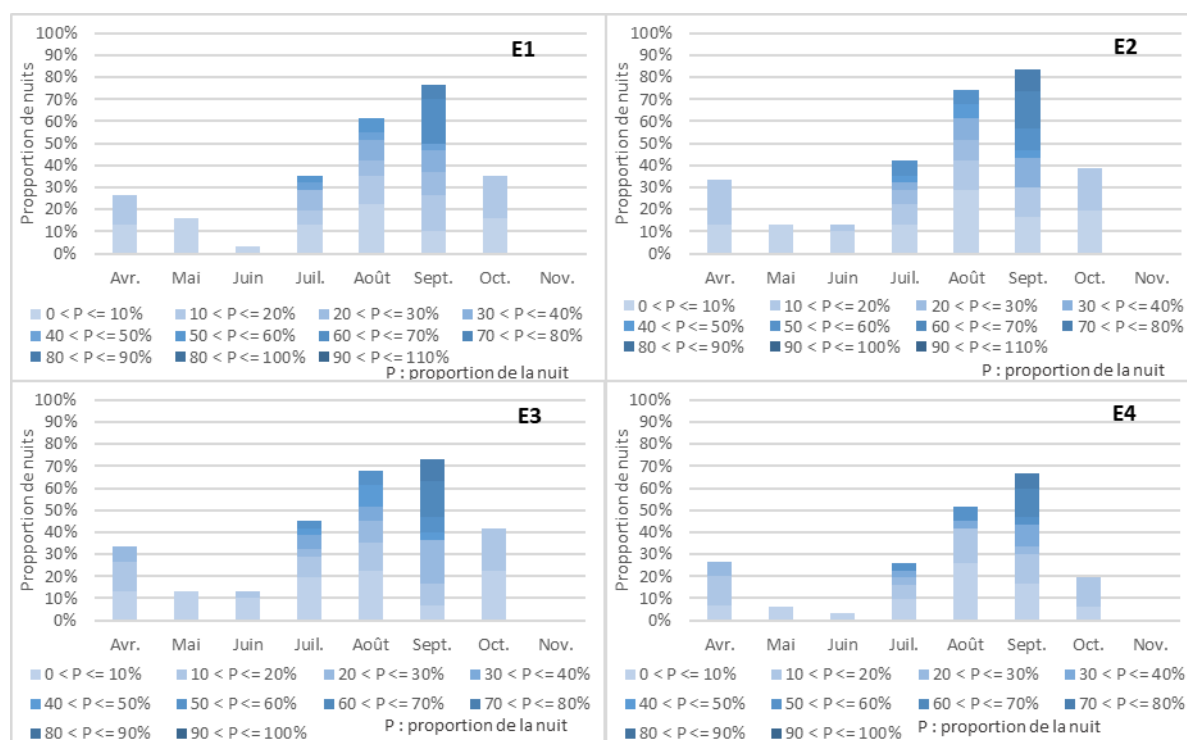 E1
Propportion de nuits
100%
90%
80%
70%
60%
50%
40%
30%
20%
10%
0%
Avr. Mai Juin Juil. Août Sept. Oct. Nov.
0 < P <= 10% 10 < P <= 20% 20 < P <= 30% 30 < P <= 40%
40 < P <= 50% 50 < P <= 60% 60 < P <= 70% 70 < P <= 80%
80 < P <= 90% 80 < P <= 100% 90 < P <= 110%
P : proportion de la nuit
E2
Propportion de nuits
100%
90%
80%
70%
60%
50%
40%
30%
20%
10%
0%
Avr. Mai Juin Juil. Août Sept. Oct. Nov.
0 < P <= 10% 10 < P <= 20% 20 < P <= 30% 30 < P <= 40%
40 < P <= 50% 50 < P <= 60% 60 < P <= 70% 70 < P <= 80%
80 < P <= 90% 90 < P <= 100% 90 < P <= 110%
P : proportion de la nuit
E3
Propportion de nuits
100%
90%
80%
70%
60%
50%
40%
30%
20%
10%
0%
Avr. Mai Juin Juil. Août Sept. Oct. Nov.
0 < P <= 10% 10 < P <= 20% 20 < P <= 30% 30 < P <= 40%
40 < P <= 50% 50 < P <= 60% 60 < P <= 70% 70 < P <= 80%
80 < P <= 90% 90 < P <= 100%
P : proportion de la nuit
E4
Propportion de nuits
100%
90%
80%
70%
60%
50%
40%
30%
20%
10%
0%
Avr. Mai Juin Juil. Août Sept. Oct. Nov.
0 < P <= 10% 10 < P <= 20% 20 < P <= 30% 30 < P <= 40%
40 < P <= 50% 50 < P <= 60% 60 < P <= 70% 70 < P <= 80%
80 < P <= 90% 90 < P <= 100%
P : proportion de la nuit